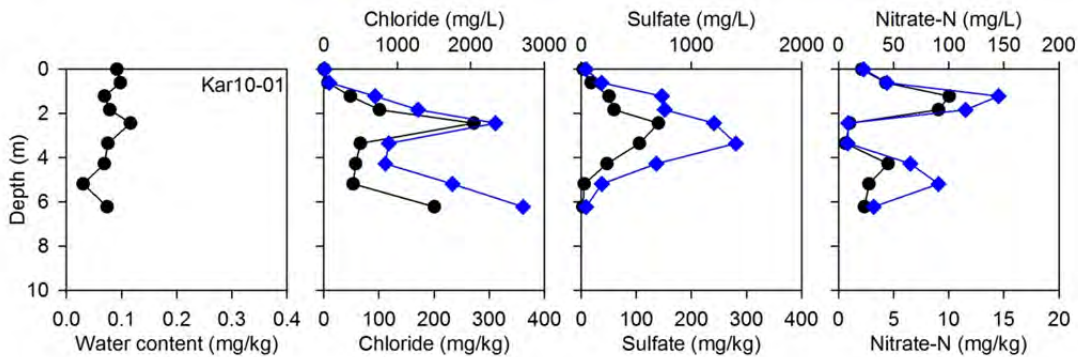 Chloride (mg/L) Sulfate (mg/L) Nitrate-N (mg/L)
0 1000 2000 3000 0 1000 2000 0 50 100 150 200
0
2
4
6
8
10
Depth (m)
Kar10-01
0.0 0.1 0.2 0.3 0.4 0 100 200 300 400 0 100 200 300 400 0 5 10 15 20
Water content (mg/kg) Chloride (mg/kg) Sulfate (mg/kg) Nitrate-N (mg/kg)